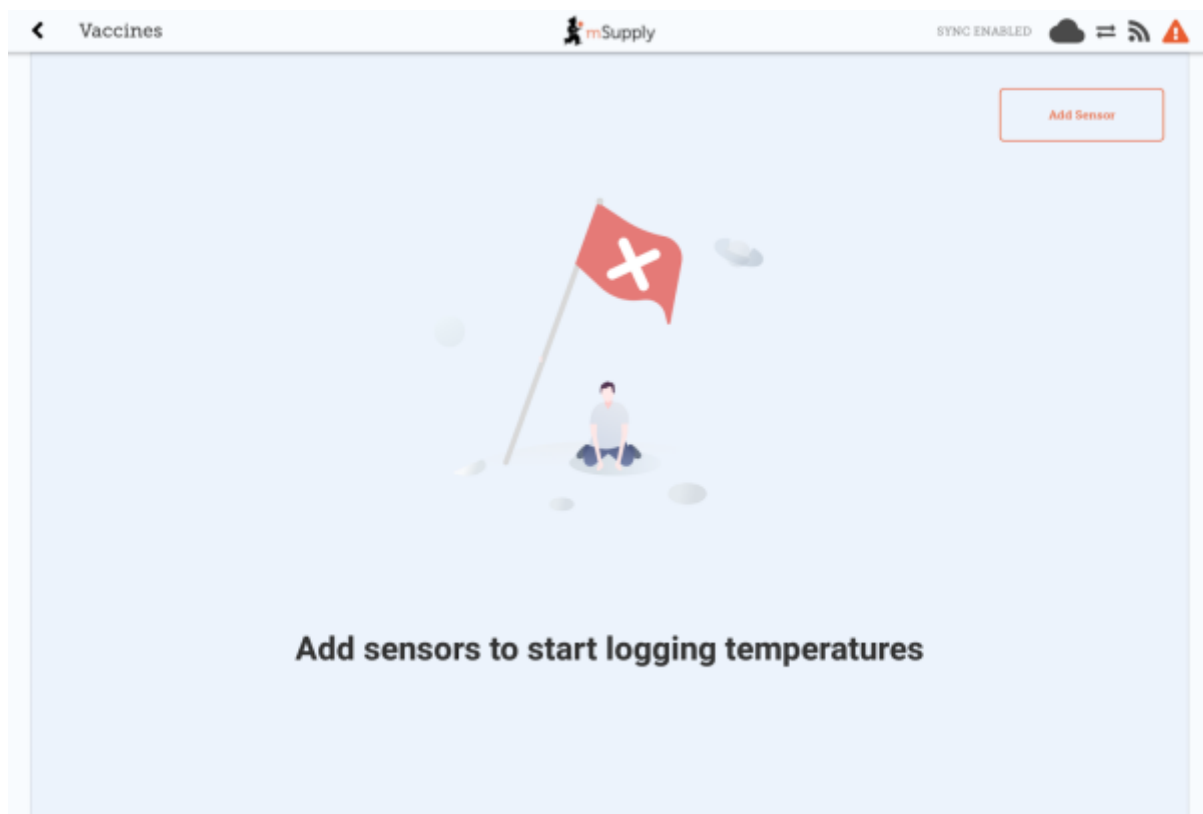 Vaccines
mSupply
SYNC ENABLED
Add Sensor
Add sensors to start logging temperatures